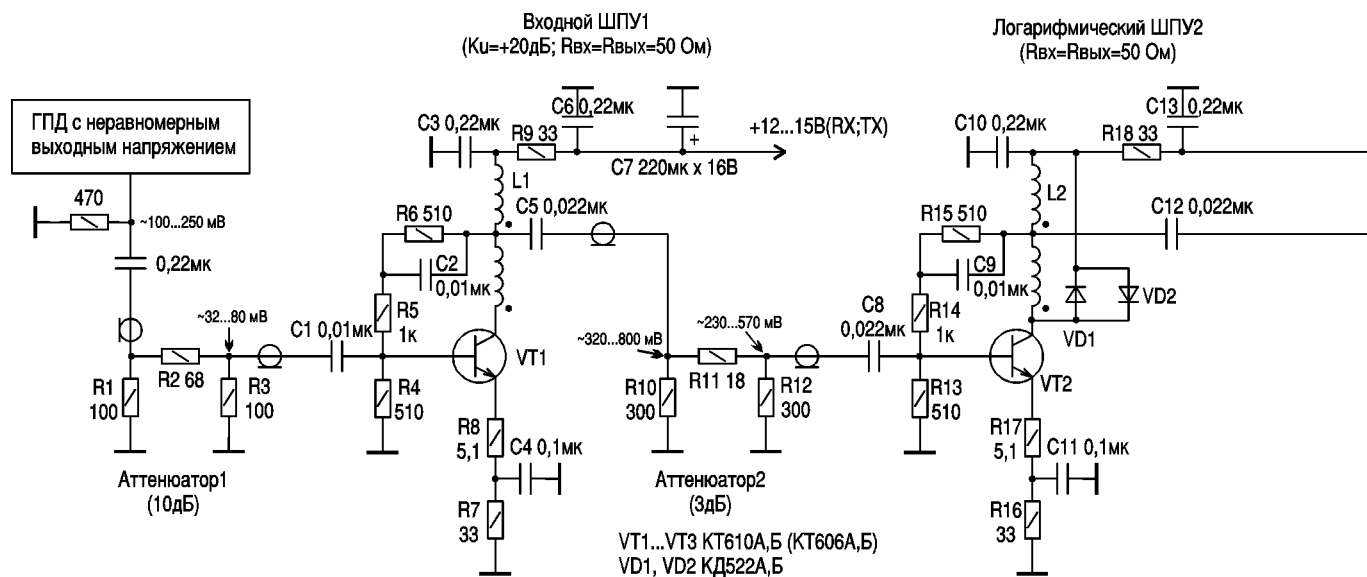 Входной ШПУ1
(Ku=+20дБ; Rвх=Rвых=50 Ом)
Логарифмический ШПУ2
(Rвх=Rвых=50 Ом)
ГПД с неравномерным
выходным напряжением
C3 0,22мк
C6 0,22мк
R9 33
+12...15В(RX;TX)
+
C7 220мк x 16В
C10 0,22мк
C13 0,22мк
R18 33
470
~100...250 мВ
L1
L2
R6 510
C5 0,022мк
R15 510
C12 0,022мк
0,22мк
C2
0,01мк
C9
0,01мк
R5
1к
R14
1к
VD2
VD1
~32...80 мВ
C1 0,01мк
VT1
~320...800 мВ
~230...570 мВ
C8
0,022мк
VT2
R1
100
R2 68
R3
100
R4
510
R10
300
R11 18
R12
300
R13
510
R8
5,1
C4 0,1мк
R17
5,1
C11 0,1мк
Аттенюатор1
(10дБ)
Аттенюатор2
(3дБ)
R7
33
R16
33
VT1...VT3 КТ610А,Б (КТ606А,Б)
VD1, VD2 КД522А,Б